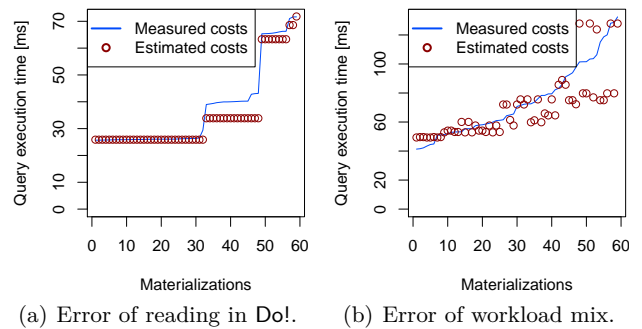 Measured costs
Estimated costs
Query execution time [ms]
0 10 30 50 70
0 10 20 30 40 50 60
Materializations
(a) Error of reading in Do!.
Measured costs
Estimated costs
Query execution time [ms]
0 20 60 80 120
0 10 20 30 40 50 60
Materializations
(b) Error of workload mix.